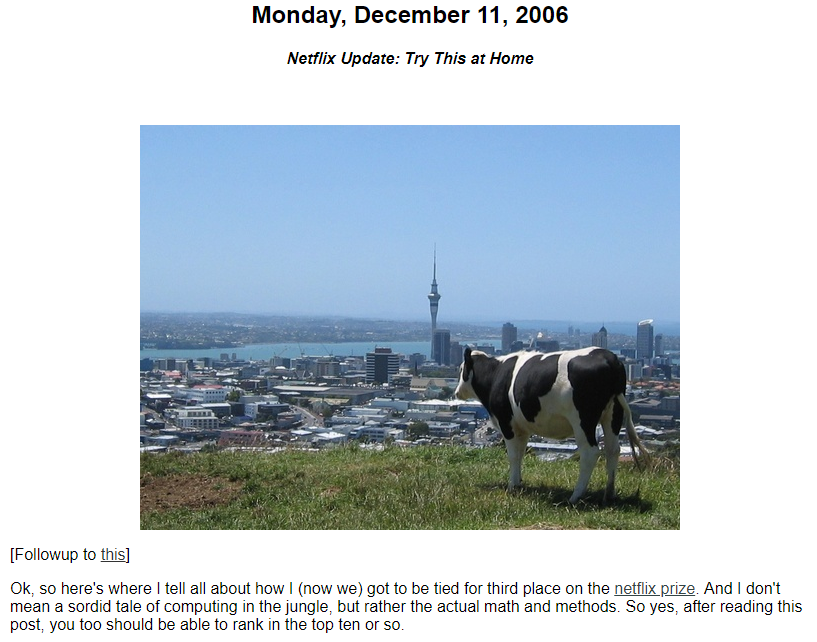 Monday, December 11, 2006
Netflix Update: Try This at Home
[Followup to this]
Ok, so here's where I tell all about how I (now we) got to be tied for third place on the netflix prize. And I don't
mean a sordid tale of computing in the jungle, but rather the actual math and methods. So yes, after reading this
post, you too should be able to rank in the top ten or so.